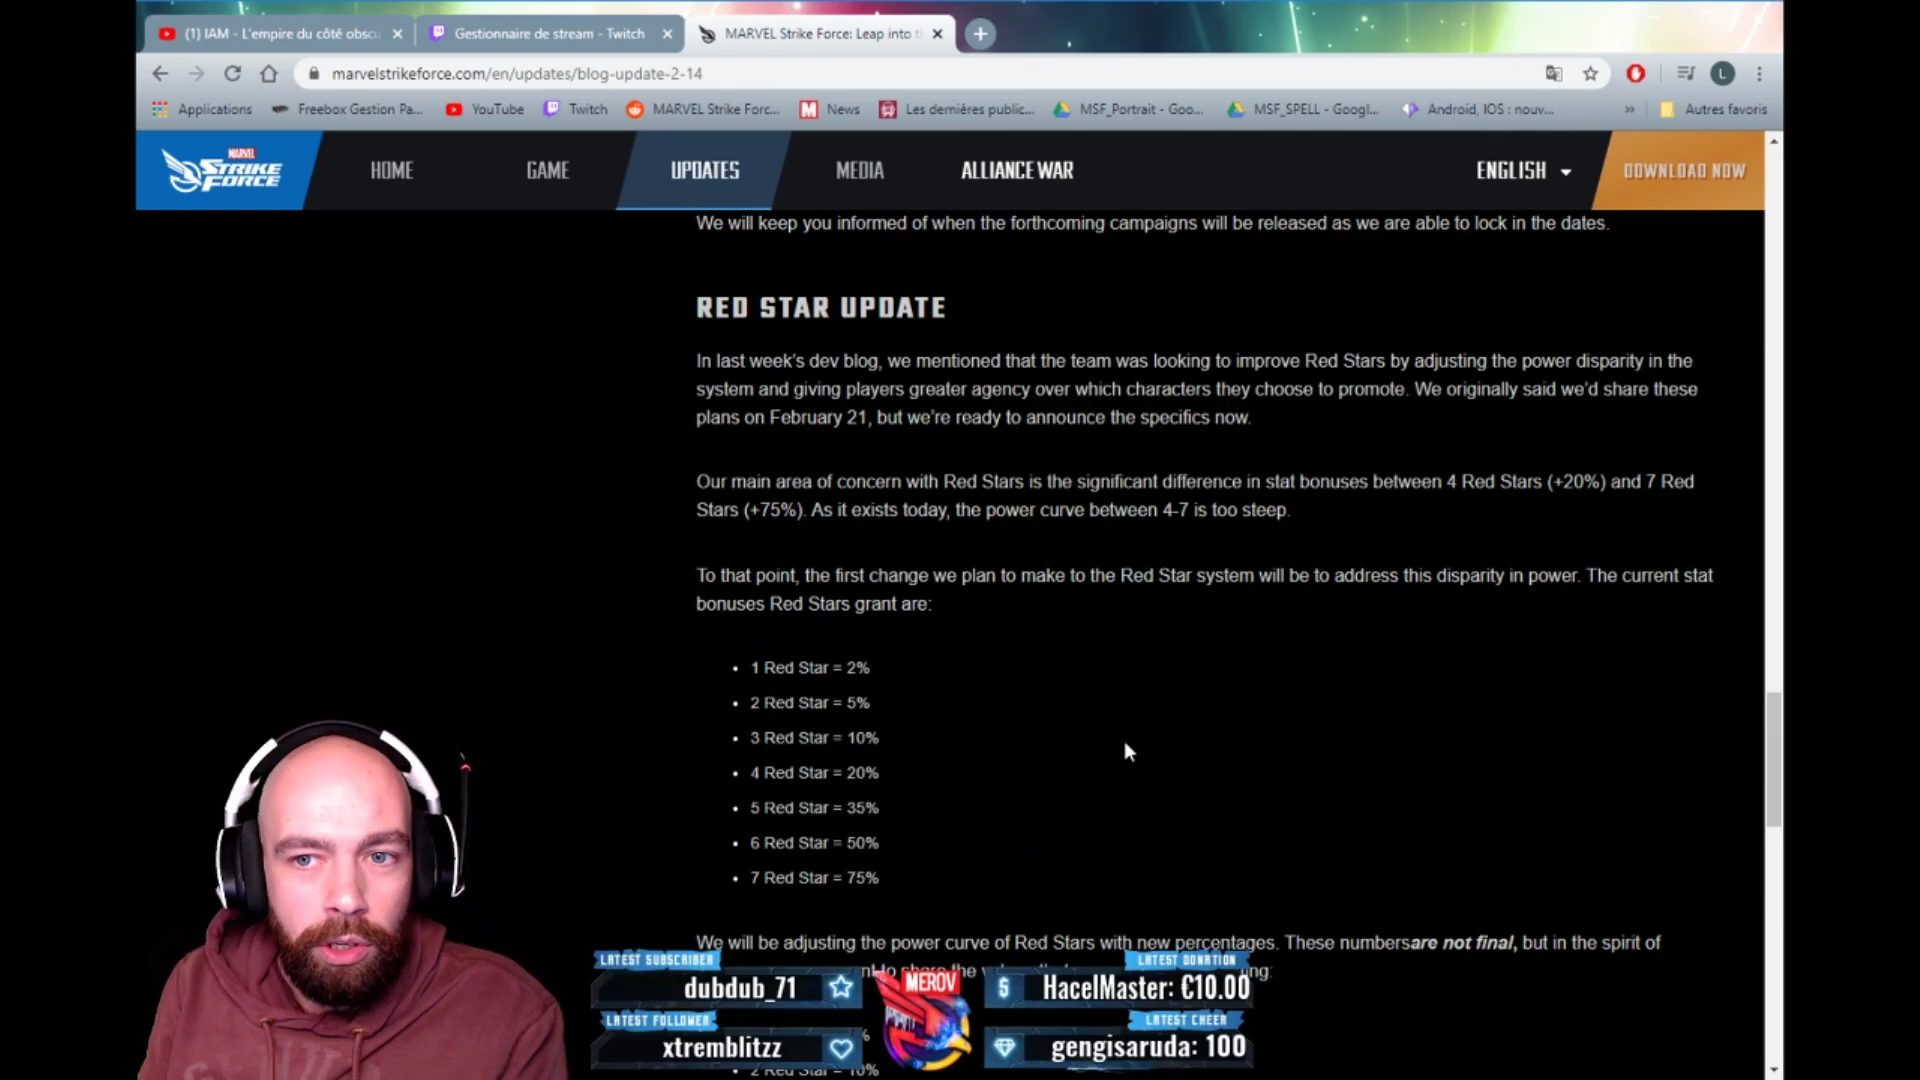 (1) IAM - L'empire du côté obscu
Gestionnaire de stream - Twitch
MARVEL Strike Force: Leap into t
marvelstrikeforce.com/en/updates/blog-update-2-14
L
Applications
Freebox Gestion Pa...
YouTube
Twitch
MARVEL Strike Forc...
News
Les dernières public...
MSF_Portrait - Goo...
MSF_SPELL - Googl...
Android, IOS : nouv...
Autres favoris
MARVEL
STRIKE
FORCE
HOME
GAME
UPDATES
MEDIA
ALLIANCE WAR
ENGLISH
DOWNLOAD NOW
We will keep you informed of when the forthcoming campaigns will be released as we are able to lock in the dates.
RED STAR UPDATE
In last week's dev blog, we mentioned that the team was looking to improve Red Stars by adjusting the power disparity in the
system and giving players greater agency over which characters they choose to promote. We originally said we'd share these
plans on February 21, but we're ready to announce the specifics now.
Our main area of concern with Red Stars is the significant difference in stat bonuses between 4 Red Stars (+20%) and 7 Red
Stars (+75%). As it exists today, the power curve between 4-7 is too steep.
To that point, the first change we plan to make to the Red Star system will be to address this disparity in power. The current stat
bonuses Red Stars grant are:
• 1 Red Star = 2%
• 2 Red Star = 5%
• 3 Red Star = 10%
• 4 Red Star = 20%
• 5 Red Star = 35%
• 6 Red Star = 50%
• 7 Red Star = 75%
We will be adjusting the power curve of Red Stars with new percentages. These numbersare not final, but in the spirit of
LATEST SUBSCRIBER
dubdub_71
LATEST FOLLOWER
xtremblitzz
MEROV
LATEST DONATION
HacelMaster: €10.00
LATEST CHEER
gengisaruda: 100
• 2 Red Star = 10%